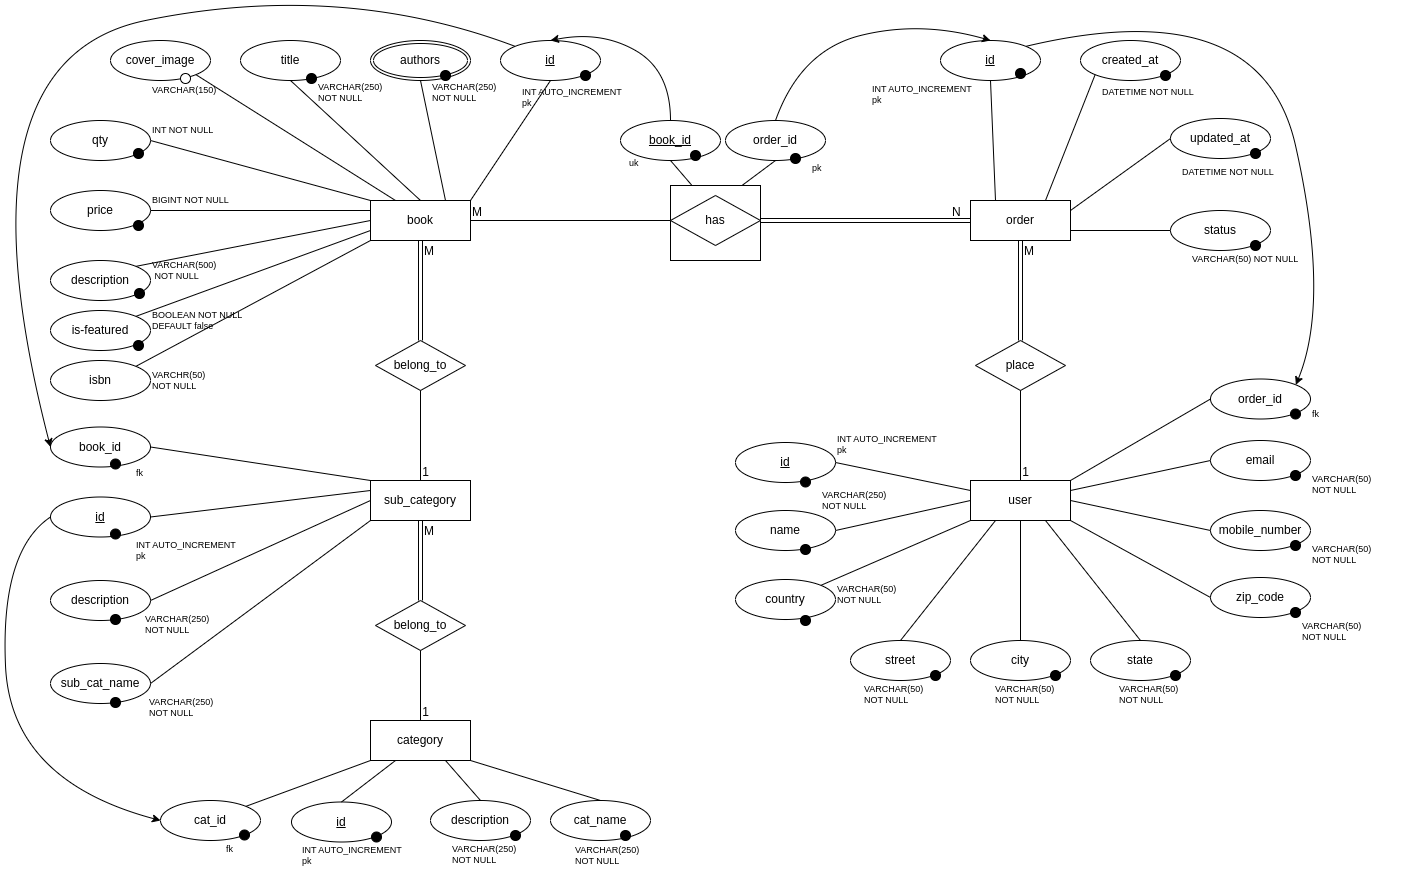 cover_image
VARCHAR(150)
title
VARCHAR(250)
NOT NULL
authors
VARCHAR(250)
NOT NULL
id
INT AUTO_INCREMENT
pk
id
INT AUTO_INCREMENT
pk
created_at
DATETIME NOT NULL
qty
INT NOT NULL
book_id
uk
order_id
pk
updated_at
DATETIME NOT NULL
price
BIGINT NOT NULL
book
M
has
N
order
status
VARCHAR(50) NOT NULL
M
M
description
VARCHAR(500)
NOT NULL
is-featured
BOOLEAN NOT NULL
DEFAULT false
isbn
VARCHR(50)
NOT NULL
belong_to
place
order_id
fk
book_id
fk
1
sub_category
M
id
INT AUTO_INCREMENT
pk
1
user
email
VARCHAR(50)
NOT NULL
id
INT AUTO_INCREMENT
pk
name
VARCHAR(250)
NOT NULL
mobile_number
VARCHAR(50)
NOT NULL
description
VARCHAR(250)
NOT NULL
belong_to
country
VARCHAR(50)
NOT NULL
zip_code
VARCHAR(50)
NOT NULL
sub_cat_name
VARCHAR(250)
NOT NULL
street
VARCHAR(50)
NOT NULL
city
VARCHAR(50)
NOT NULL
state
VARCHAR(50)
NOT NULL
1
category
cat_id
fk
id
INT AUTO_INCREMENT
pk
description
VARCHAR(250)
NOT NULL
cat_name
VARCHAR(250)
NOT NULL